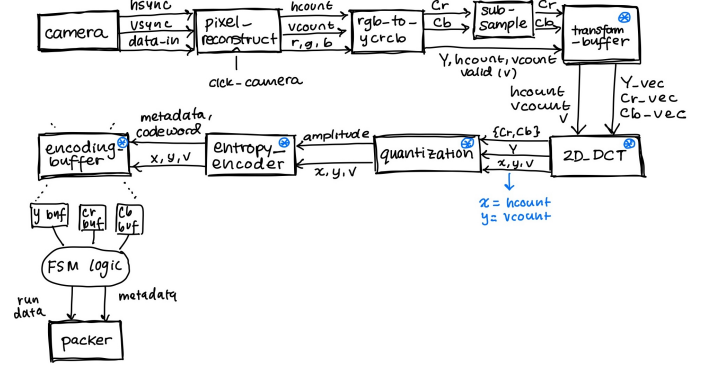 camera
hsync
vsync
data-in
pixel_
reconstruct
clck-camera
hcount
vcount
r, g, b
rgb-to-
ycrcb
Cr
Cb
sub-
sample
Cr
Cb
Y, hcount, vcount
valid (v)
transfam
-buffer
hcount
vcount
v
Y_vec
Cr_vec
Cb_vec
2D_DCT
{Cr,Cb}
Y
x, y, v
x = hcount
y = vcount
quantization
amplitude
x, y, v
entropy_
encoder
metadata,
codeword
x, y, v
encoding_
buffer
y buf
cr
buf
cb
buf
FSM logic
run
data
metadata
packer